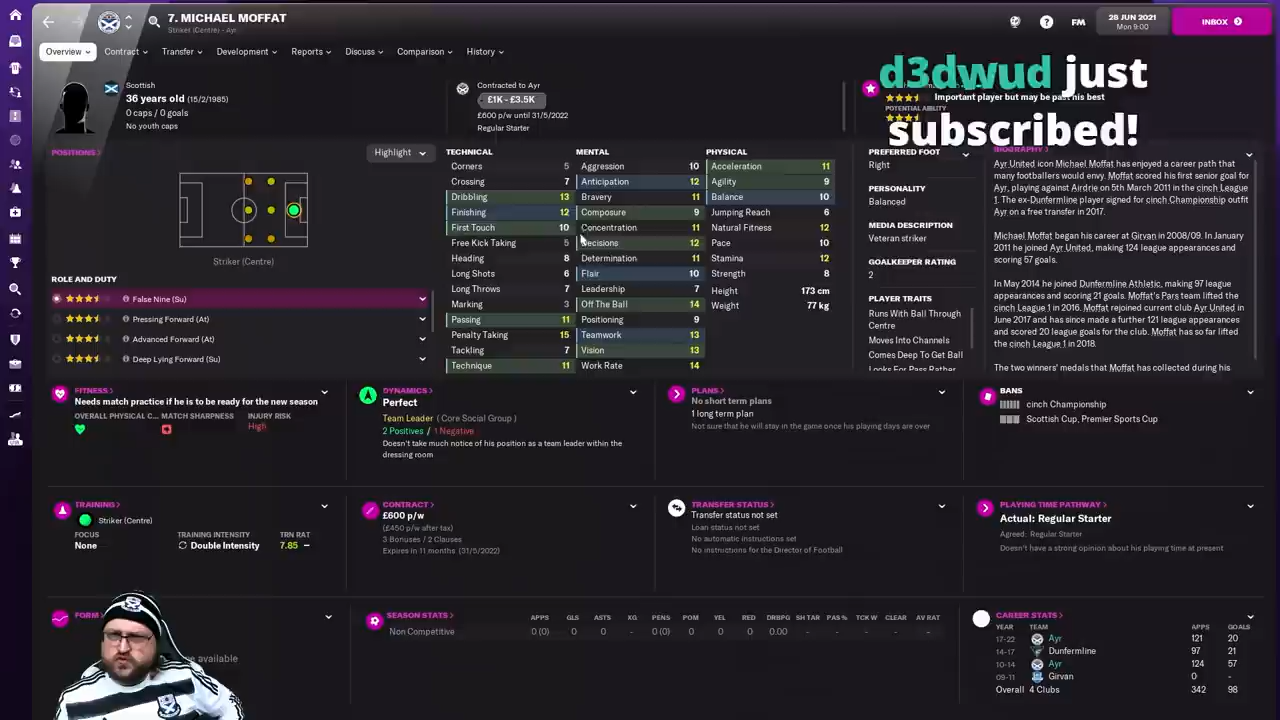 7. MICHAEL MOFFAT
Striker (Centre) - Ayr
FM
28 JUN 2021
Mon 9:00
INBOX
Overview
Contract
Transfer
Development
Reports
Discuss
Comparison
History
d3dwud just
subscribed!
Scottish
36 years old (15/2/1985)
0 caps / 0 goals
No youth caps
Contracted to Ayr
£1K - £3.5K
£600 p/w until 31/5/2022
Regular Starter
Important player but may be past his best
POTENTIAL ABILITY
POSITIONS
Highlight
Striker (Centre)
ROLE AND DUTY
False Nine (Su)
Pressing Forward (At)
Advanced Forward (At)
Deep Lying Forward (Su)
TECHNICAL
Corners 5
Crossing 7
Dribbling 13
Finishing 12
First Touch 10
Free Kick Taking 5
Heading 8
Long Shots 6
Long Throws 7
Marking 3
Passing 11
Penalty Taking 15
Tackling 7
Technique 11
MENTAL
Aggression 10
Anticipation 12
Bravery 11
Composure 9
Concentration 11
Decisions 12
Determination 11
Flair 10
Leadership 7
Off The Ball 14
Positioning 9
Teamwork 13
Vision 13
Work Rate 14
PHYSICAL
Acceleration 11
Agility 9
Balance 10
Jumping Reach 6
Natural Fitness 12
Pace 10
Stamina 12
Strength 8
Height 173 cm
Weight 77 kg
PREFERRED FOOT
Right
PERSONALITY
Balanced
MEDIA DESCRIPTION
Veteran striker
GOALKEEPER RATING
2
PLAYER TRAITS
Runs With Ball Through
Centre
Moves Into Channels
Comes Deep To Get Ball
Looks For Pass Rather
BIOGRAPHY
Ayr United icon Michael Moffat has enjoyed a career path that
many footballers would envy. Moffat scored his first senior goal for
Ayr, playing against Airdrie on 5th March 2011 in the cinch League
1. The ex-Dunfermline player signed for cinch Championship outfit
Ayr on a free transfer in 2017.
Michael Moffat began his career at Girvan in 2008/09. In January
2011 he joined Ayr United, making 124 league appearances and
scoring 57 goals.
In May 2014 he joined Dunfermline Athletic, making 97 league
appearances and scoring 21 goals. Moffat's Pars team lifted the
cinch League 1 in 2016. Moffat rejoined current club Ayr United in
June 2017 and has since made a further 121 league appearances
and scored 20 league goals for the club. Moffat has so far lifted
the cinch League 1 in 2018.
The two winners' medals that Moffat has collected during his
FITNESS
Needs match practice if he is to be ready for the new season
OVERALL PHYSICAL C... MATCH SHARPNESS INJURY RISK
High
DYNAMICS
Perfect
Team Leader ( Core Social Group )
2 Positives / 1 Negative
Doesn't take much notice of his position as a team leader within the
dressing room
PLANS
No short term plans
1 long term plan
Not sure that he will stay in the game once his playing days are over
BANS
cinch Championship
Scottish Cup, Premier Sports Cup
TRAINING
Striker (Centre)
FOCUS TRAINING INTENSITY TRN RAT
None Double Intensity 7.85 –
CONTRACT
£600 p/w
(£450 p/w after tax)
3 Bonuses / 2 Clauses
Expires in 11 months (31/5/2022)
TRANSFER STATUS
Transfer status not set
Loan status not set
No automatic instructions set
No instructions for the Director of Football
PLAYING TIME PATHWAY
Actual: Regular Starter
Agreed: Regular Starter
Doesn't have a strong opinion about his playing time at present
FORM
available
SEASON STATS APPS GLS ASTS XG PENS POM YEL RED DRBPG SH TAR PAS % TCK W CLEAR AV RAT
Non Competitive 0 (0) 0 0 - 0 (0) 0 0 0 0.00 - - - - -
CAREER STATS
YEAR TEAM APPS GOALS
17-22 Ayr 121 20
14-17 Dunfermline 97 21
10-14 Ayr 124 57
09-11 Girvan 0 -
Overall 4 Clubs 342 98